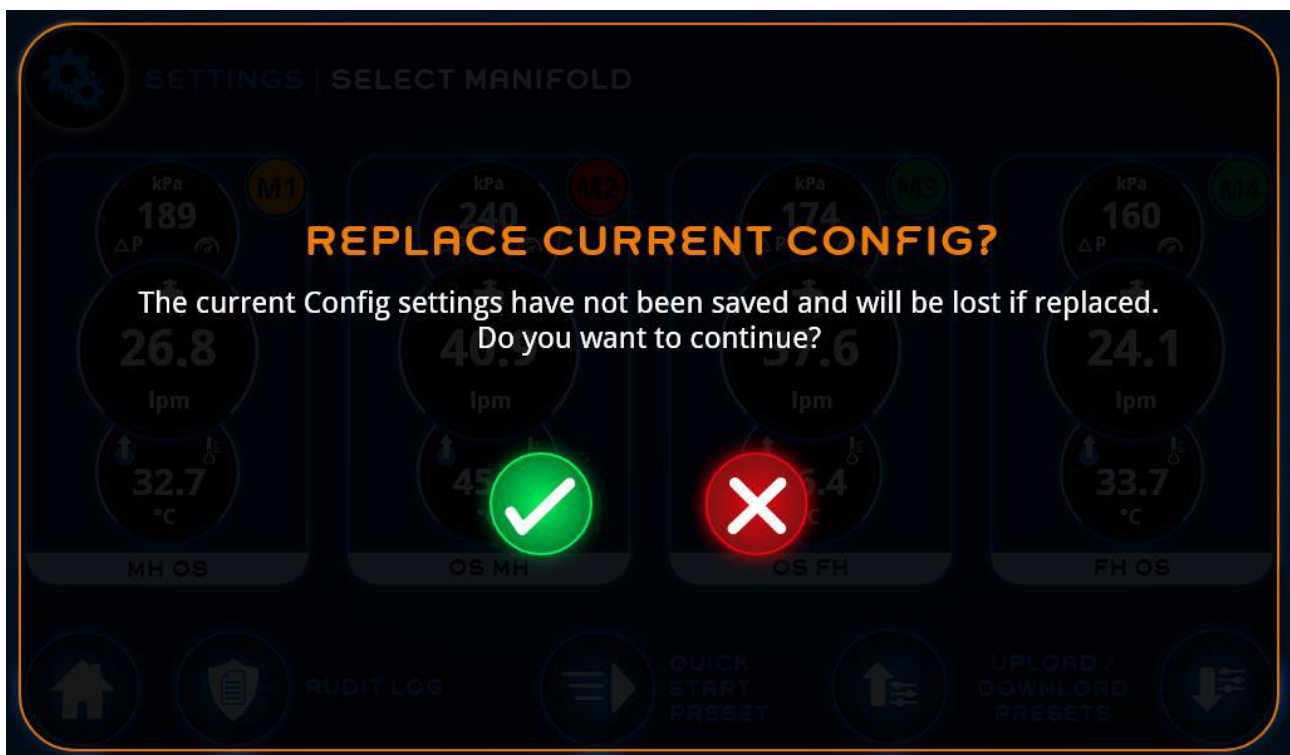 SETTINGS | SELECT MANIFOLD
kPa
189
ΔP
M1
kPa
240
M2
kPa
174
M3
kPa
160
ΔP
M4
REPLACE CURRENT CONFIG?
The current Config settings have not been saved and will be lost if replaced.
Do you want to continue?
26.8
lpm
lpm
lpm
24.1
lpm
32.7
°C
33.7
°C
MH OS
OS MH
OS FH
FH OS
AUDIT LOG
QUICK
START
PRESET
UPLOAD /
DOWNLOAD
PRESETS